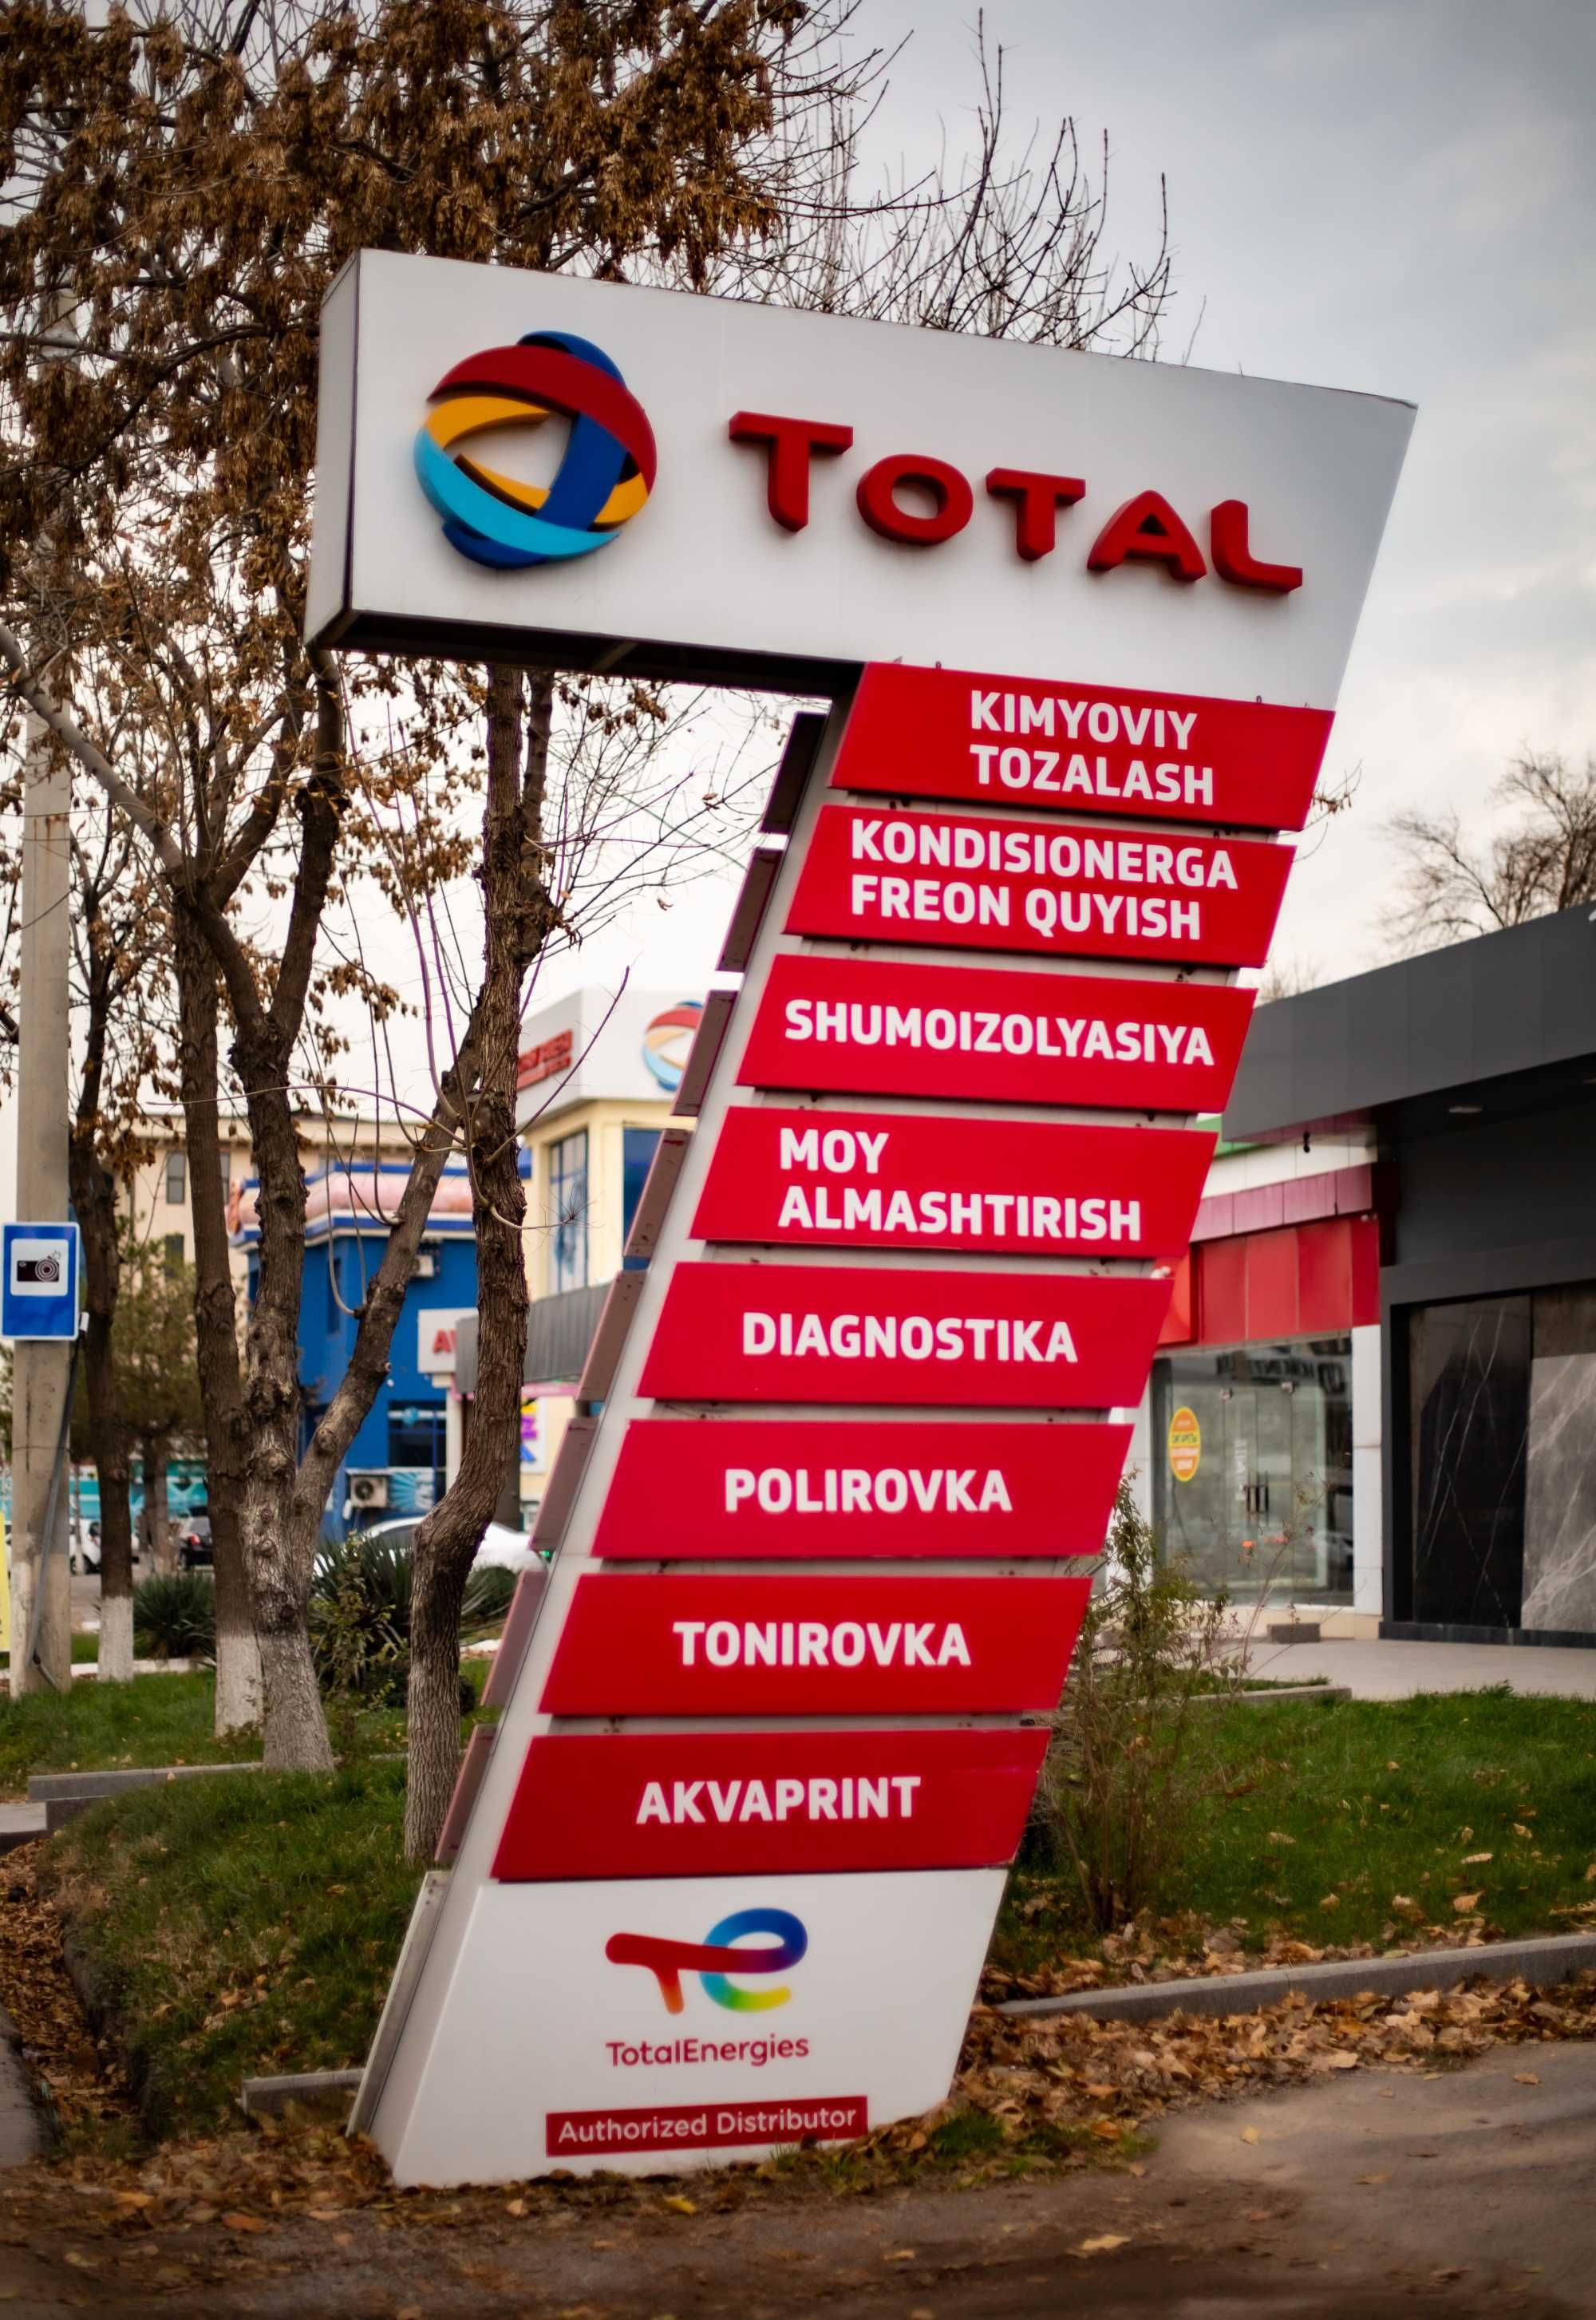 TOTAL
KIMYOVIY
TOZALASH
KONDISIONERGA
FREON QUYISH
SHUMOIZOLYASIYA
MOY
ALMASHTIRISH
DIAGNOSTIKA
POLIROVKA
TONIROVKA
AKVAPRINT
TotalEnergies
Authorized Distributor